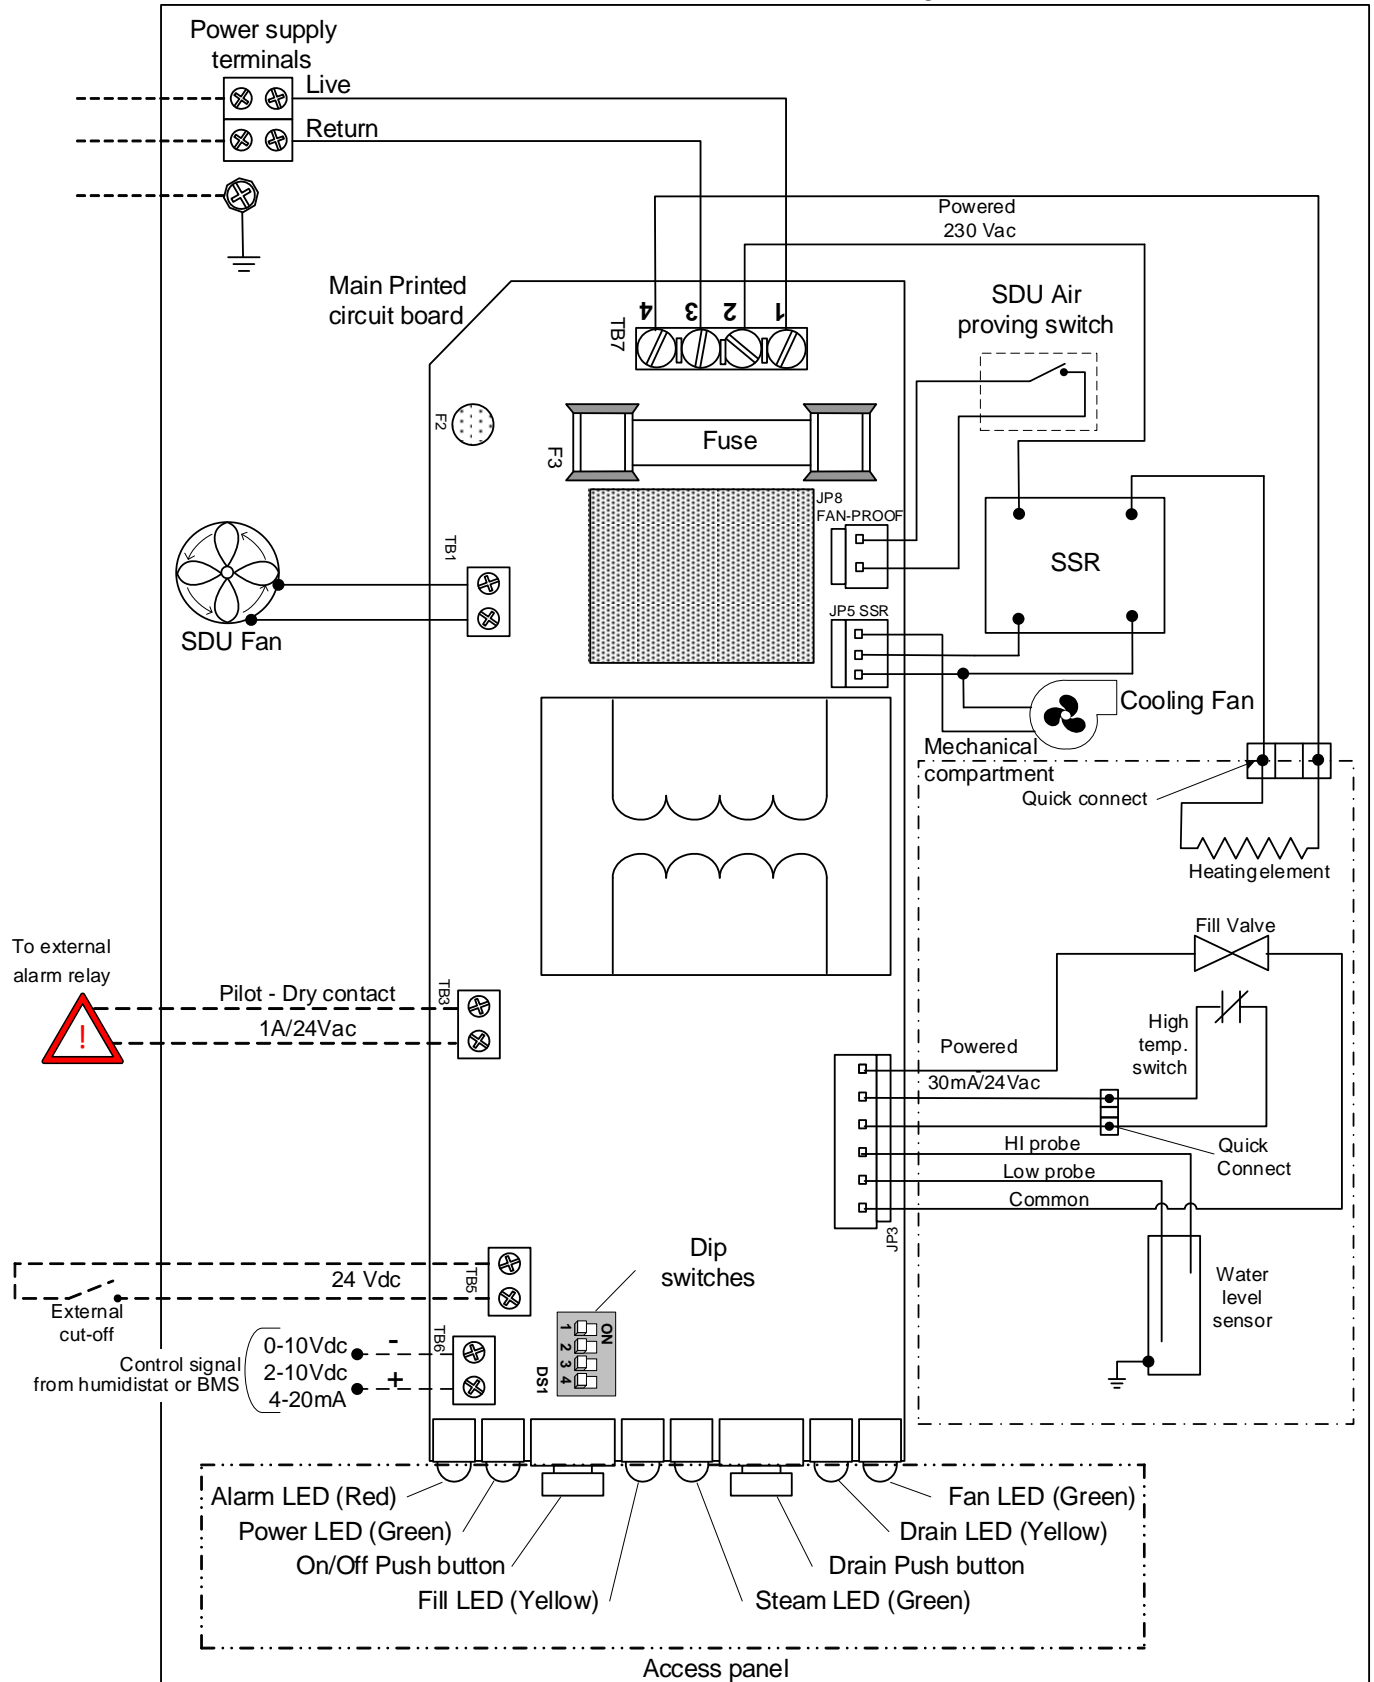 Power supply
terminals
Live
Return
Powered
230 Vac
Main Printed
circuit board
SDU Air
proving switch
4 3 2 1
TB7
F2
F3
Fuse
JP8
FAN-PROOF
SSR
TB1
SDU Fan
JP5 SSR
Cooling Fan
Mechanical
compartment
Quick connect
Heating element
Fill Valve
To external
alarm relay
Pilot - Dry contact
1A/24Vac
TB3
!
High
temp.
switch
Powered
30mA/24Vac
HI probe
Quick
Connect
Low probe
Common
JP3
Dip
switches
24 Vdc
TB5
External
cut-off
Water
level
sensor
ON
1
2
3
4
DS1
TB6
0-10Vdc -
Control signal
from humidistat or BMS
2-10Vdc
+
4-20mA
Alarm LED (Red)
Fan LED (Green)
Power LED (Green)
Drain LED (Yellow)
On/Off Push button
Drain Push button
Fill LED (Yellow)
Steam LED (Green)
Access panel